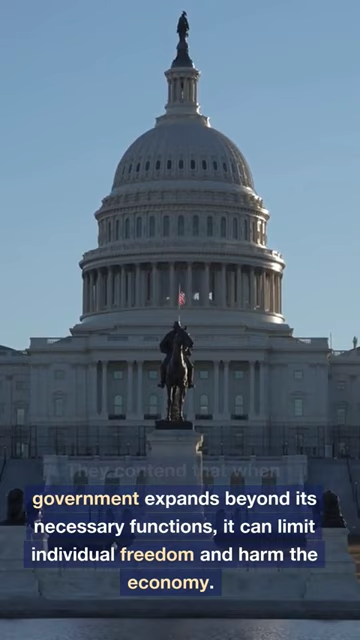 They contend that when
government expands beyond its
necessary functions, it can limit
individual freedom and harm the
economy.